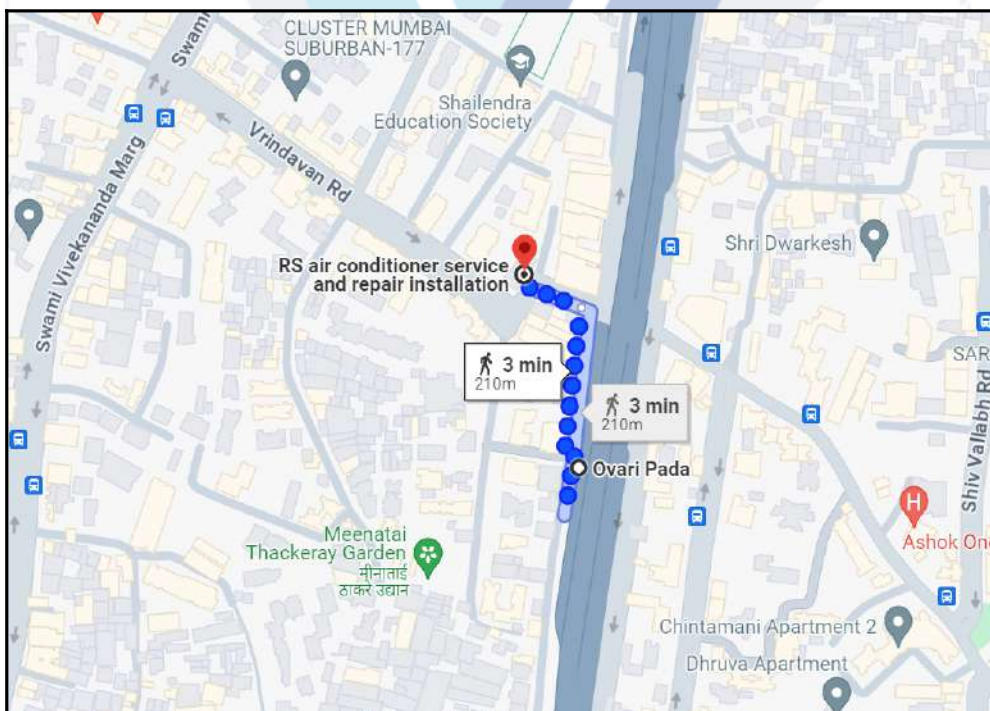 CLUSTER MUMBAI
SUBURBAN-177
Swami
Shailendra
Education Society
Vrindavan Rd
Swami Vivekananda Marg
Shri Dwarkesh
RS air conditioner service
and repair installation
3 min
210m
3 min
210m
SAR
Shiv Vallabh Rd
Ovari Pada
H
Ashok One
Meenatai
Thackeray Garden
मीनाताई
ठाकरे उद्यान
Chintamani Apartment 2
Dhruva Apartment